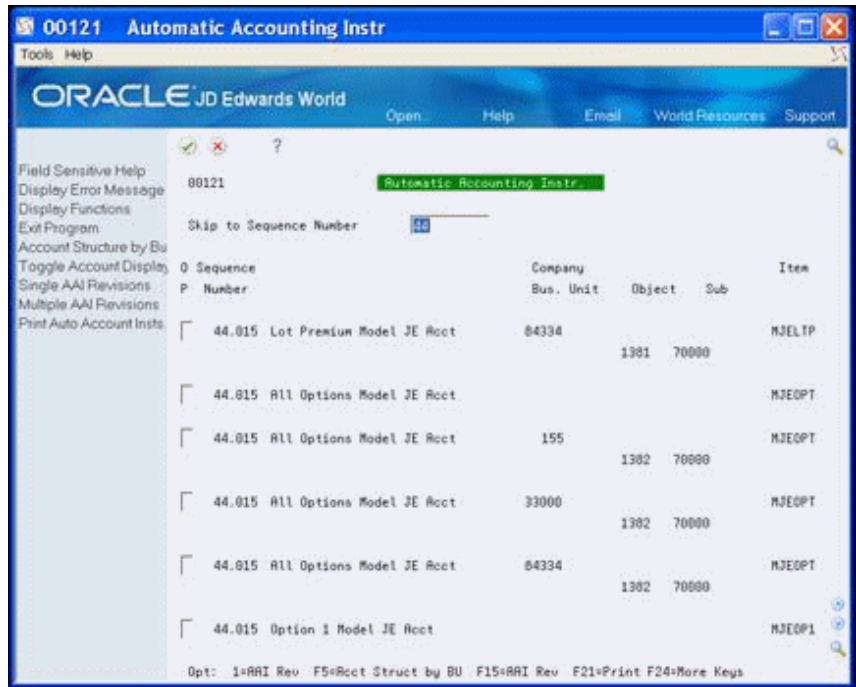 00121 Automatic Accounting Instr
Tools Help
ORACLE JD Edwards World
Open.. Help Email World Resources Support
?
Field Sensitive Help
Display Error Message
Display Functions
Exit Program
Account Structure by Bu
Toggle Account Display
Single AAI Revisions
Multiple AAI Revisions
Print Auto Account Insts
00121 Automatic Accounting Instr.
Skip to Sequence Number 44
O Sequence Company Item
P Number Bus. Unit Object Sub
44.015 Lot Premium Model JE Acct 84334 MJELTP
1381 70000
44.015 All Options Model JE Acct MJEOPT
44.015 All Options Model JE Acct 155 MJEOPT
1382 70000
44.015 All Options Model JE Acct 33000 MJEOPT
1382 70000
44.015 All Options Model JE Acct 84334 MJEOPT
1382 70000
44.015 Option 1 Model JE Acct MJEOP1
Opt: 1=AAI Rev F5=Acct Struct by BU F15=AAI Rev F21=Print F24=More Keys